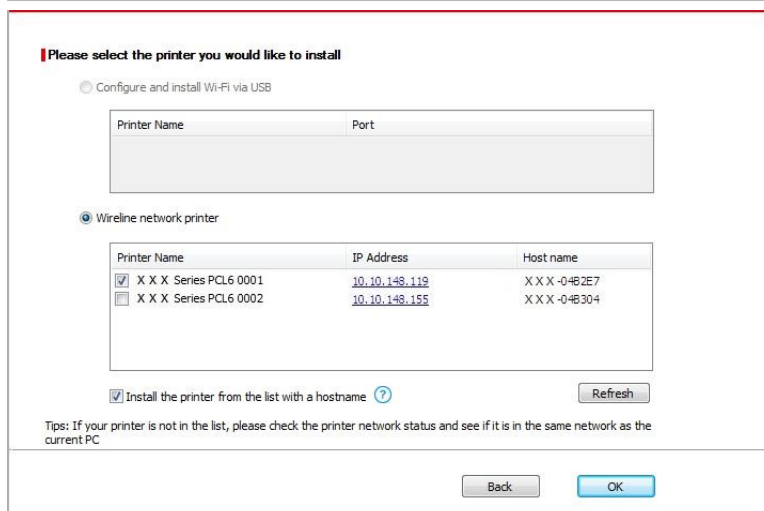 Please select the printer you would like to install
Configure and install Wi-Fi via USB
Printer Name Port
Wireline network printer
Printer Name IP Address Host name
X X X Series PCL6 0001 10.10.148.119 X X X -04B2E7
X X X Series PCL6 0002 10.10.148.155 X X X -04B304
Install the printer from the list with a hostname ? Refresh
Tips: If your printer is not in the list, please check the printer network status and see if it is in the same network as the
current PC
Back OK